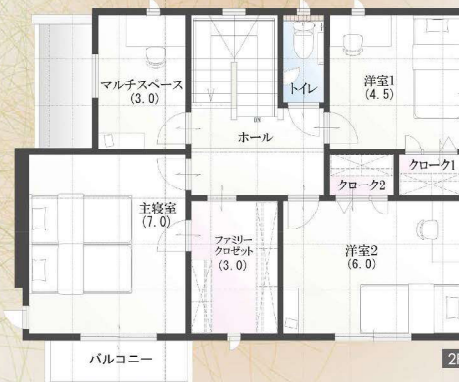 マルチスペース
(3.0)
トイレ
洋室1
(4.5)
DN
ホール
クローク1
クローク2
主寝室
(7.0)
ファミリー
クロゼット
(3.0)
洋室2
(6.0)
バルコニー